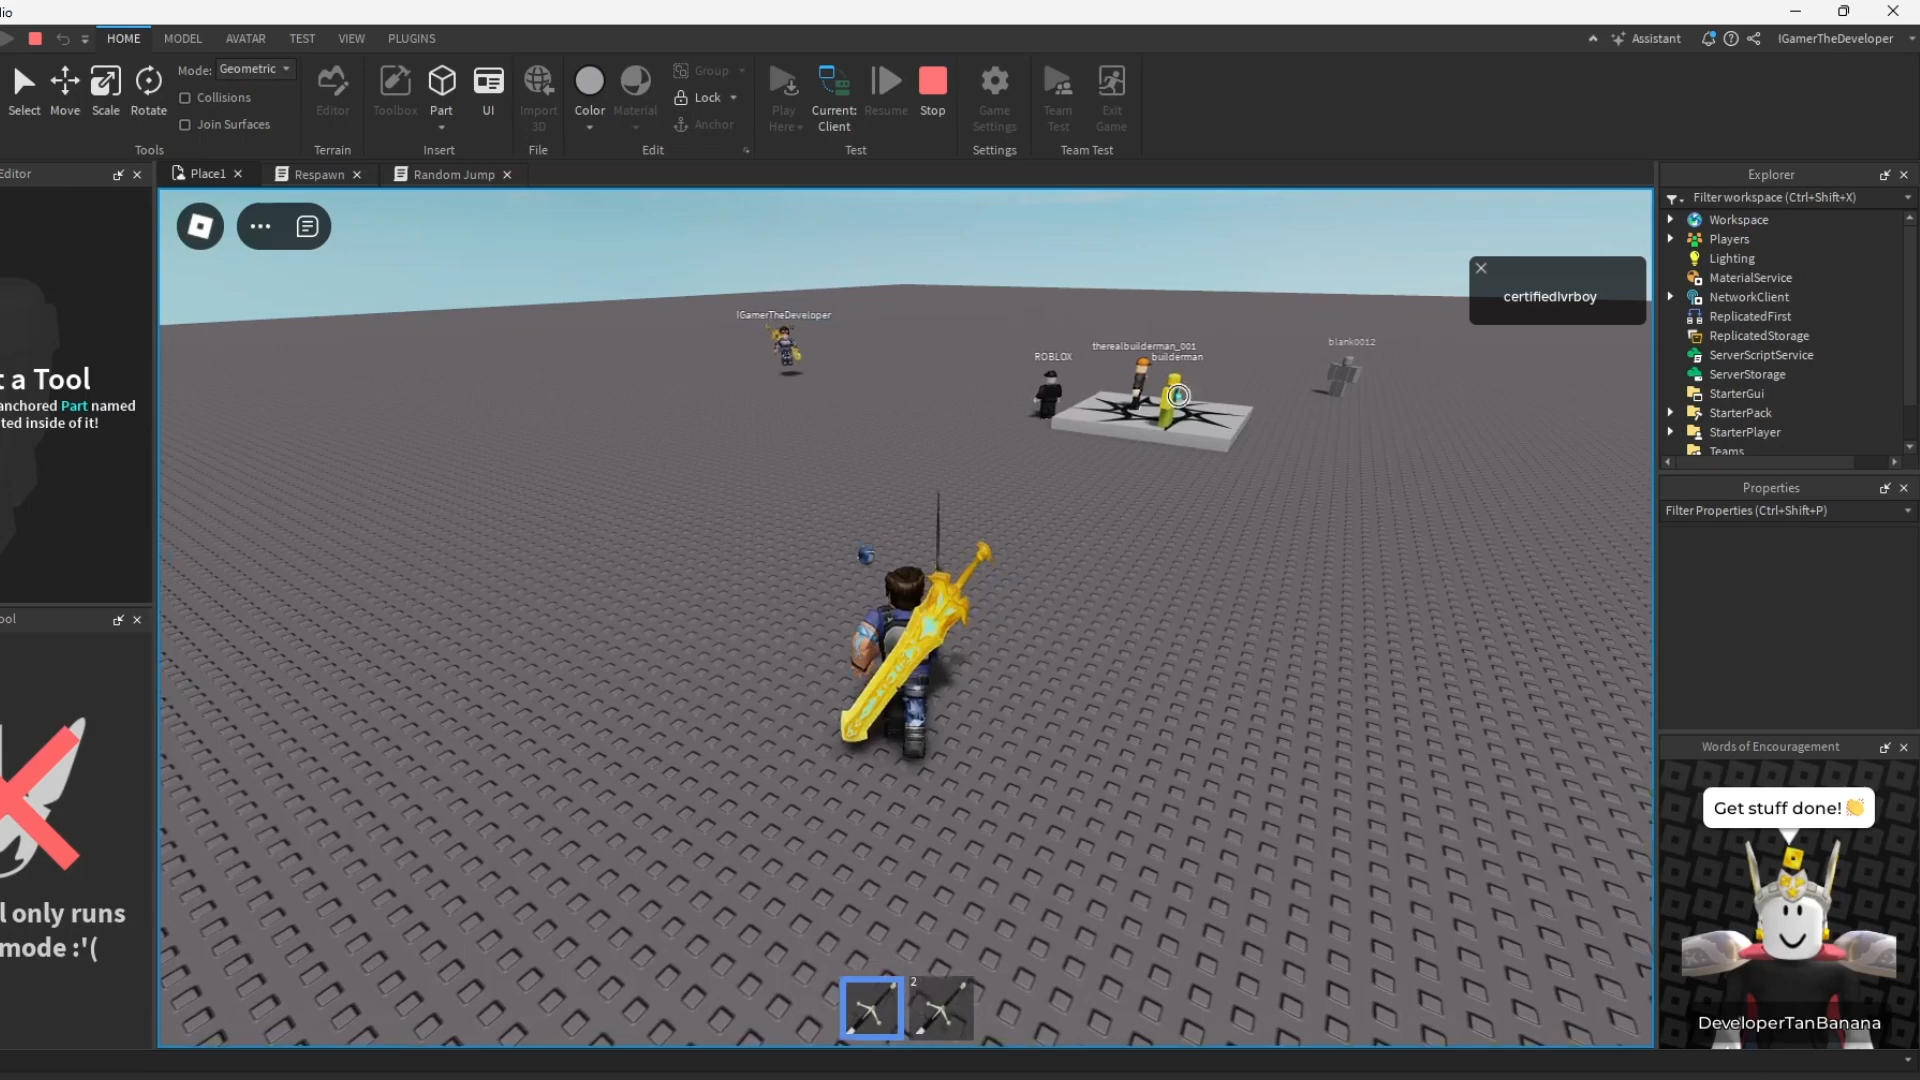 dio
HOME
MODEL
AVATAR
TEST
VIEW
PLUGINS
Assistant
IGamerTheDeveloper
Select
Move
Scale
Rotate
Mode:
Geometric
Collisions
Join Surfaces
Tools
Editor
Terrain
Toolbox
Part
UI
Insert
Import
3D
File
Color
Material
Group
Lock
Anchor
Edit
Play
Here
Current:
Client
Resume
Stop
Test
Game
Settings
Settings
Team
Test
Exit
Game
Team Test
Editor
Place1
Respawn
Random Jump
t a Tool
anchored Part named
ted inside of it!
ool
l only runs
mode :'(
IGamerTheDeveloper
ROBLOX
therealbuilderman_001
builderman
blank0012
certifiedlvrboy
2
Explorer
Filter workspace (Ctrl+Shift+X)
Workspace
Players
Lighting
MaterialService
NetworkClient
ReplicatedFirst
ReplicatedStorage
ServerScriptService
ServerStorage
StarterGui
StarterPack
StarterPlayer
Teams
Properties
Filter Properties (Ctrl+Shift+P)
Words of Encouragement
Get stuff done! 👏
DeveloperTanBanana